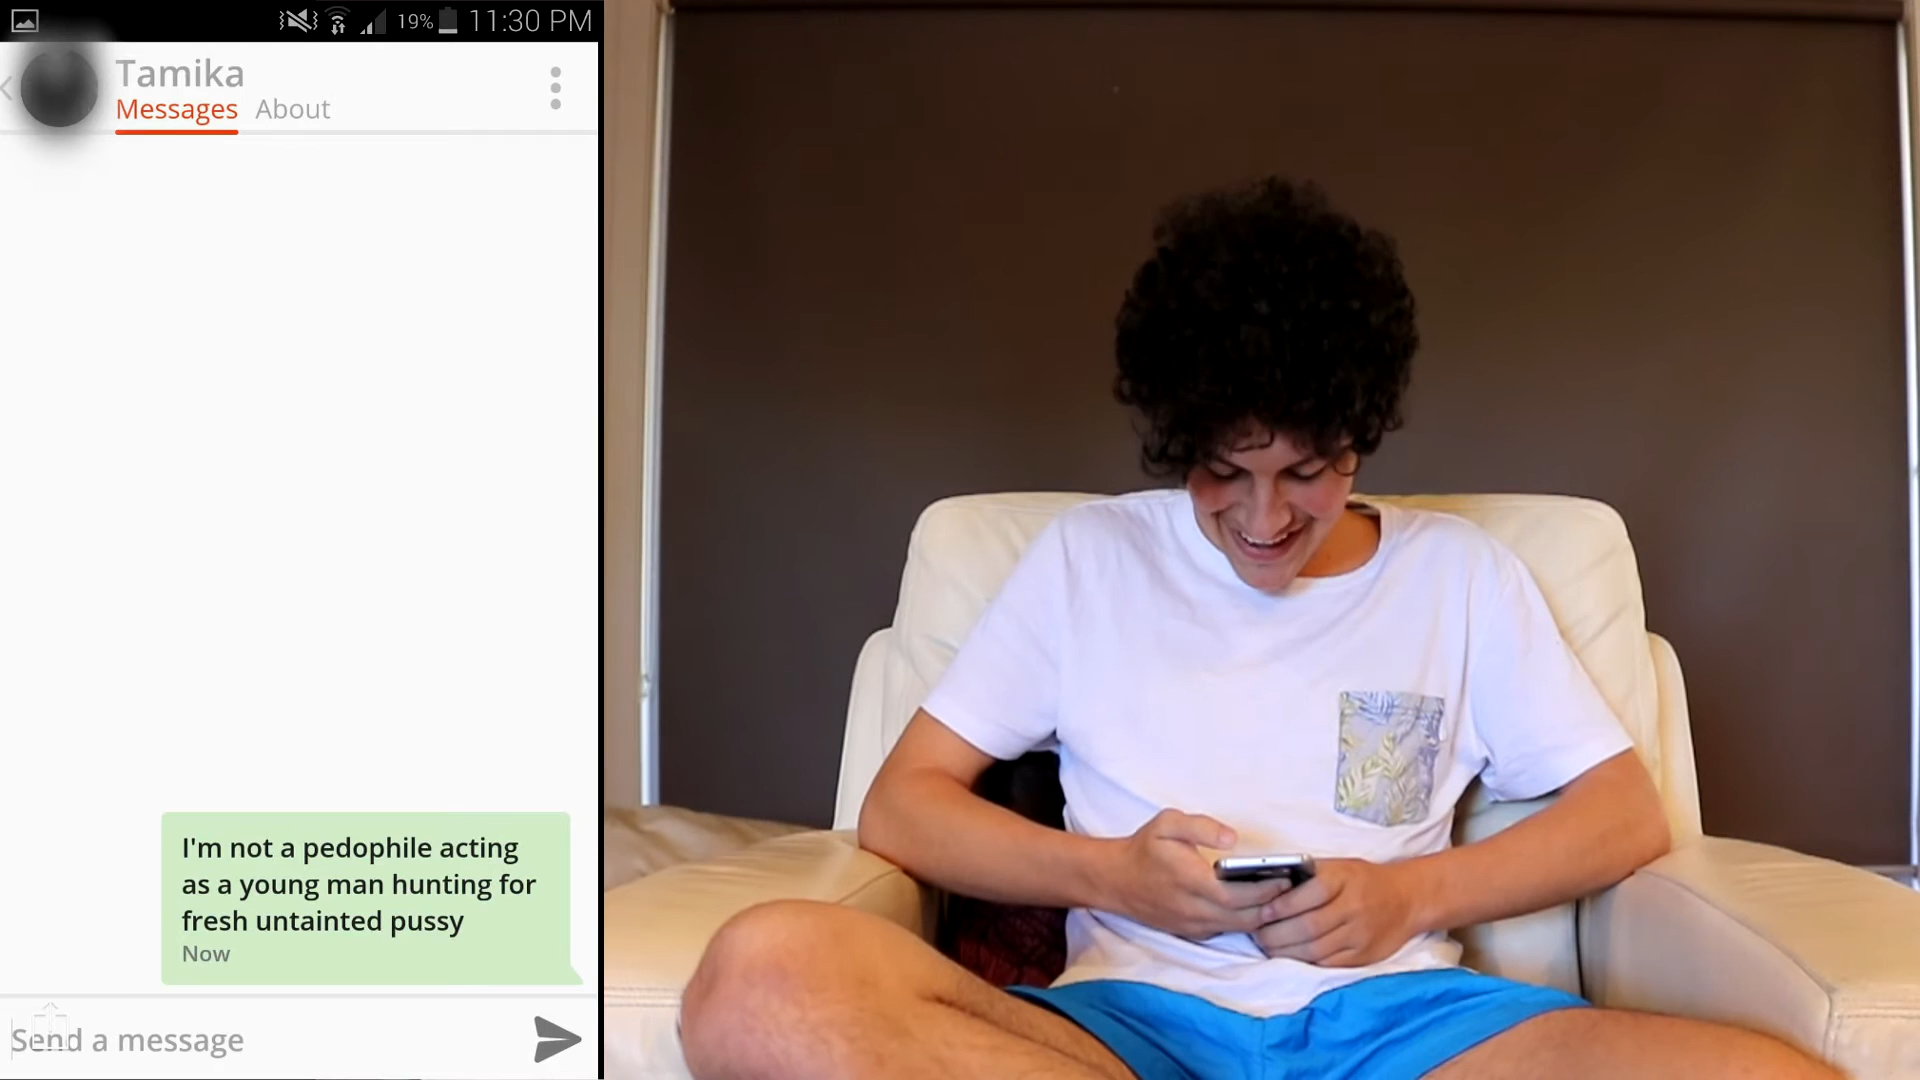 19% 11:30 PM
Tamika
Messages About
I'm not a pedophile acting
as a young man hunting for
fresh untainted pussy
Now
Send a message